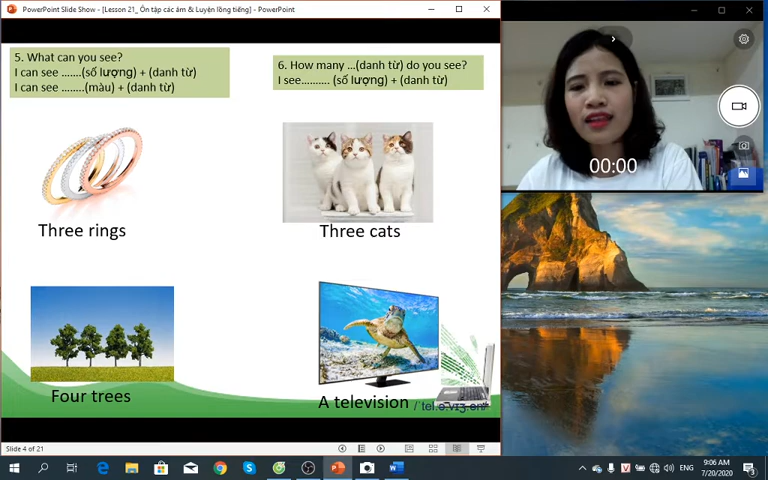 PowerPoint Slide Show - [Lesson 21_ Ôn tập các âm & Luyện lồng tiếng] - PowerPoint
5. What can you see?
I can see .......(số lượng) + (danh từ)
I can see ........(màu) + (danh từ)
6. How many ...(danh từ) do you see?
I see.......... (số lượng) + (danh từ)
Three rings
Three cats
Four trees
A television /ˈtel.ə.vɪʒ.ən/
00:00
Slide 4 of 21
ENG
9:06 AM
7/20/2020